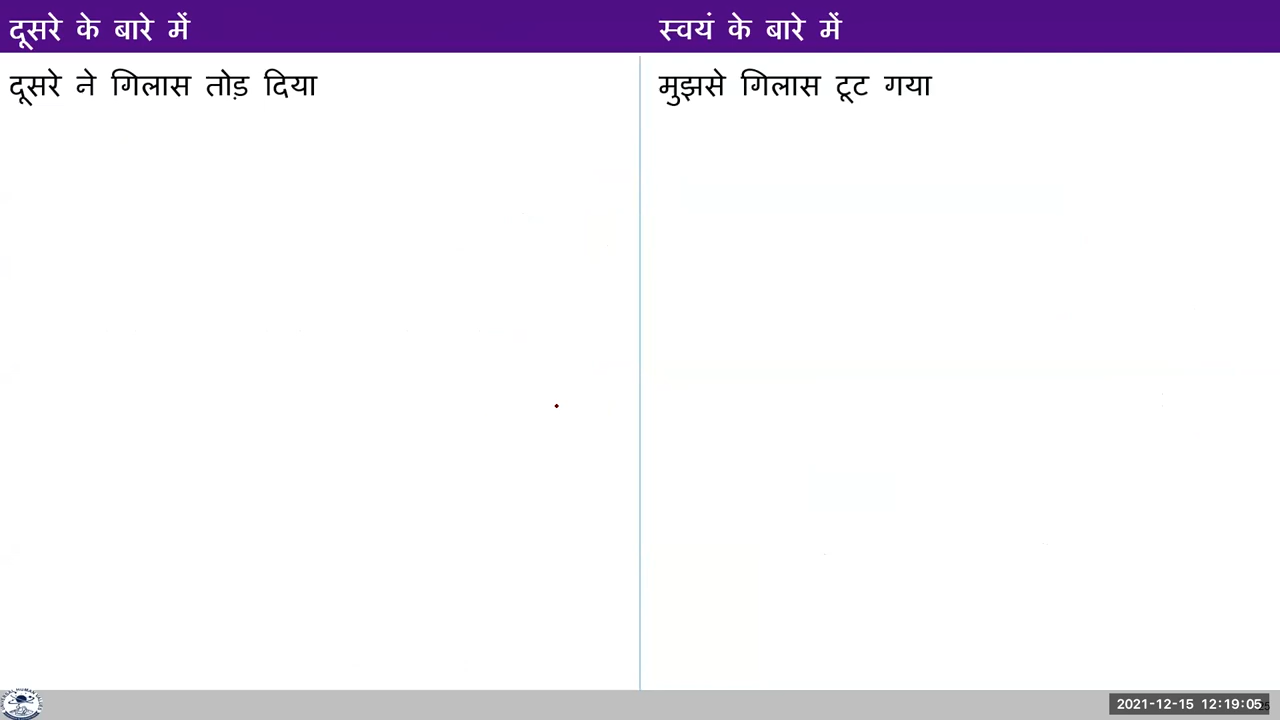 दूसरे के बारे में
स्वयं के बारे में
दूसरे ने गिलास तोड़ दिया
मुझसे गिलास टूट गया
2021-12-15 12:19:05